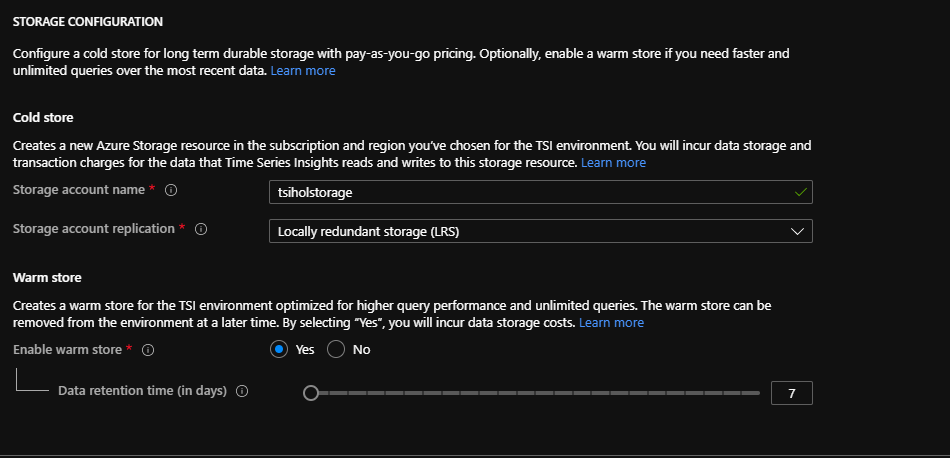 STORAGE CONFIGURATION
Configure a cold store for long term durable storage with pay-as-you-go pricing. Optionally, enable a warm store if you need faster and
unlimited queries over the most recent data. Learn more
Cold store
Creates a new Azure Storage resource in the subscription and region you've chosen for the TSI environment. You will incur data storage and
transaction charges for the data that Time Series Insights reads and writes to this storage resource. Learn more
Storage account name *
tsiholstorage
Storage account replication *
Locally redundant storage (LRS)
Warm store
Creates a warm store for the TSI environment optimized for higher query performance and unlimited queries. The warm store can be
removed from the environment at a later time. By selecting “Yes”, you will incur data storage costs. Learn more
Enable warm store * Yes No
Data retention time (in days) 7